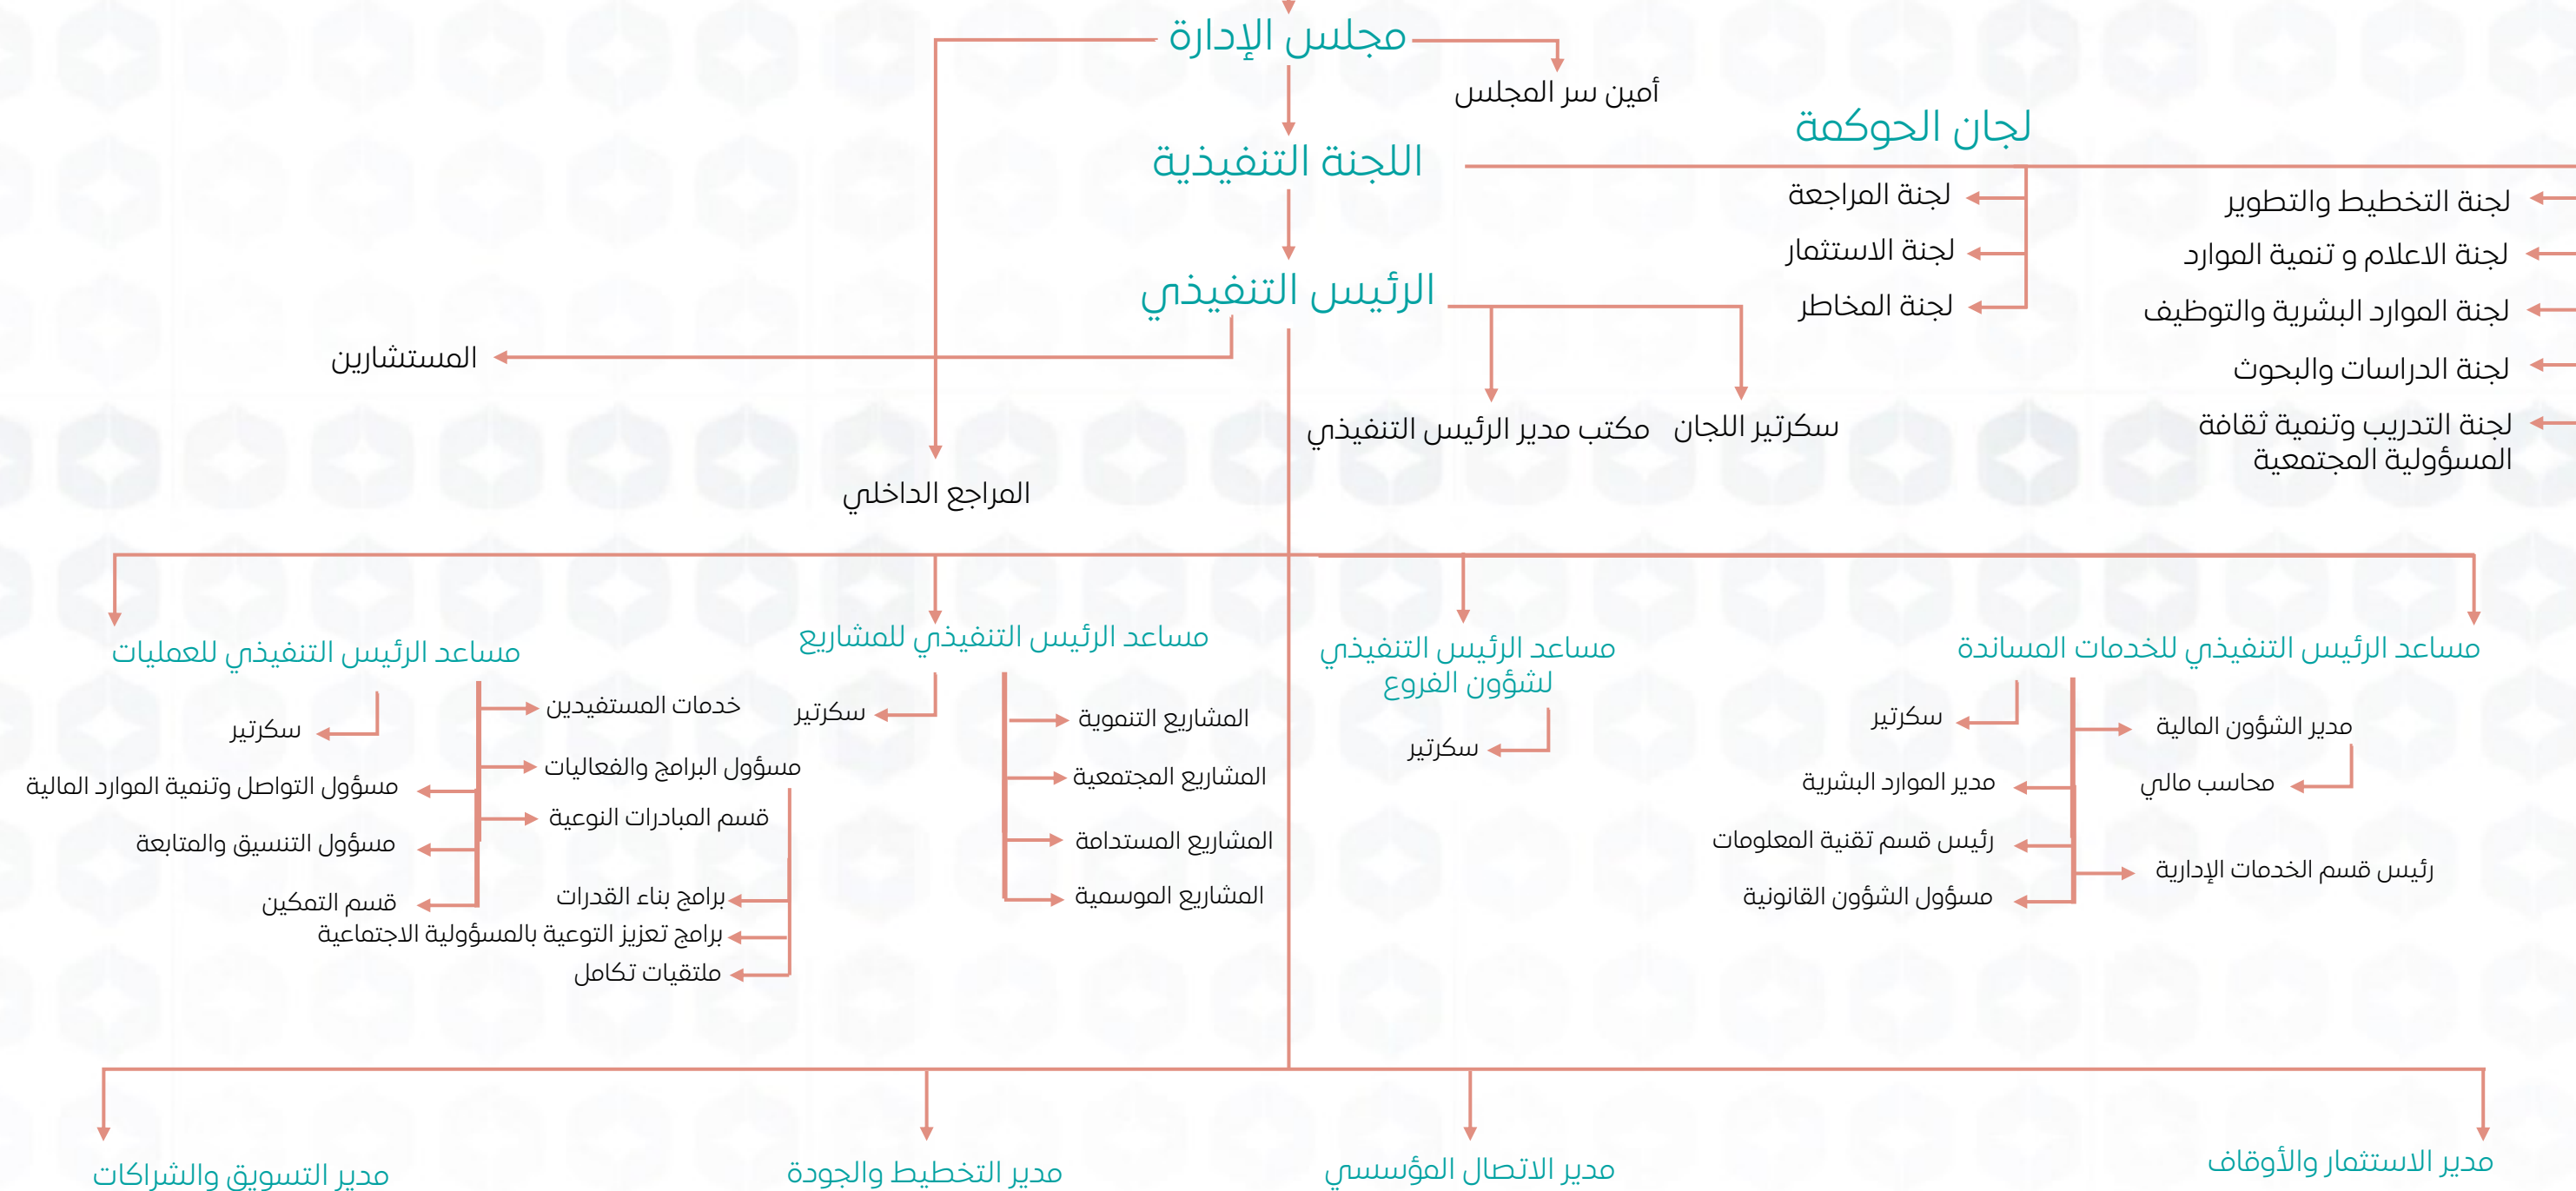 مجلس الإدارة
أمين سر المجلس
لجان الحوكمة
اللجنة التنفيذية
لجنة التخطيط والتطوير
لجنة الاعلام و تنمية الموارد
لجنة الموارد البشرية والتوظيف
لجنة الدراسات والبحوث
لجنة التدريب وتنمية ثقافة
المسؤولية المجتمعية
لجنة المراجعة
لجنة الاستثمار
لجنة المخاطر
الرئيس التنفيذي
المستشارين
سكرتير اللجان
مكتب مدير الرئيس التنفيذي
المراجع الداخلي
مساعد الرئيس التنفيذي للخدمات المساندة
سكرتير
مدير الشؤون المالية
محاسب مالي
رئيس قسم الخدمات الإدارية
مدير الموارد البشرية
رئيس قسم تقنية المعلومات
مسؤول الشؤون القانونية
مساعد الرئيس التنفيذي
لشؤون الفروع
سكرتير
مساعد الرئيس التنفيذي للمشاريع
سكرتير
المشاريع التنموية
المشاريع المجتمعية
المشاريع المستدامة
المشاريع الموسمية
مساعد الرئيس التنفيذي للعمليات
سكرتير
خدمات المستفيدين
مسؤول البرامج والفعاليات
قسم المبادرات النوعية
برامج بناء القدرات
برامج تعزيز التوعية بالمسؤولية الاجتماعية
ملتقيات تكامل
مسؤول التواصل وتنمية الموارد المالية
مسؤول التنسيق والمتابعة
قسم التمكين
مدير الاستثمار والأوقاف
مدير الاتصال المؤسسي
مدير التخطيط والجودة
مدير التسويق والشراكات